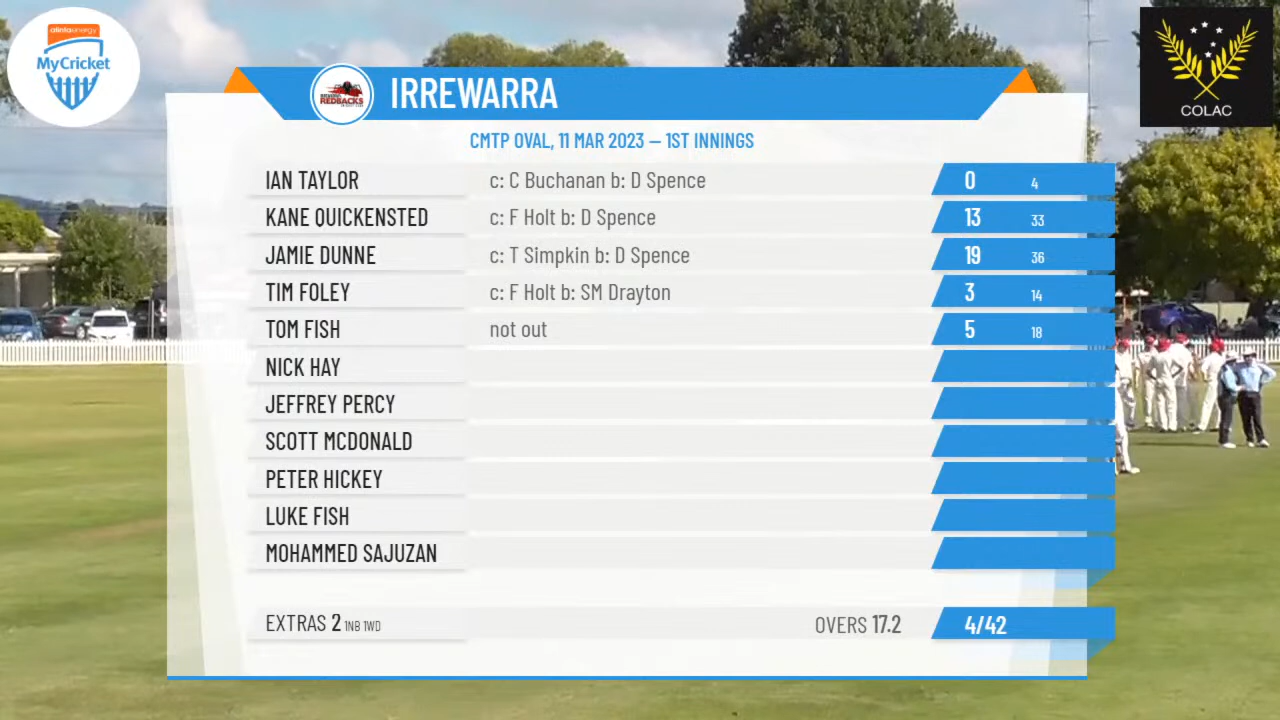 alintaenergy
MyCricket
COLAC
REDBACKS
IRREWARRA
CMTP OVAL, 11 MAR 2023 – 1ST INNINGS
IAN TAYLOR c: C Buchanan b: D Spence 0 4
KANE QUICKENSTED c: F Holt b: D Spence 13 33
JAMIE DUNNE c: T Simpkin b: D Spence 19 36
TIM FOLEY c: F Holt b: SM Drayton 3 14
TOM FISH not out 5 18
NICK HAY
JEFFREY PERCY
SCOTT MCDONALD
PETER HICKEY
LUKE FISH
MOHAMMED SAJUZAN
EXTRAS 2 1NB 1WD OVERS 17.2 4/42